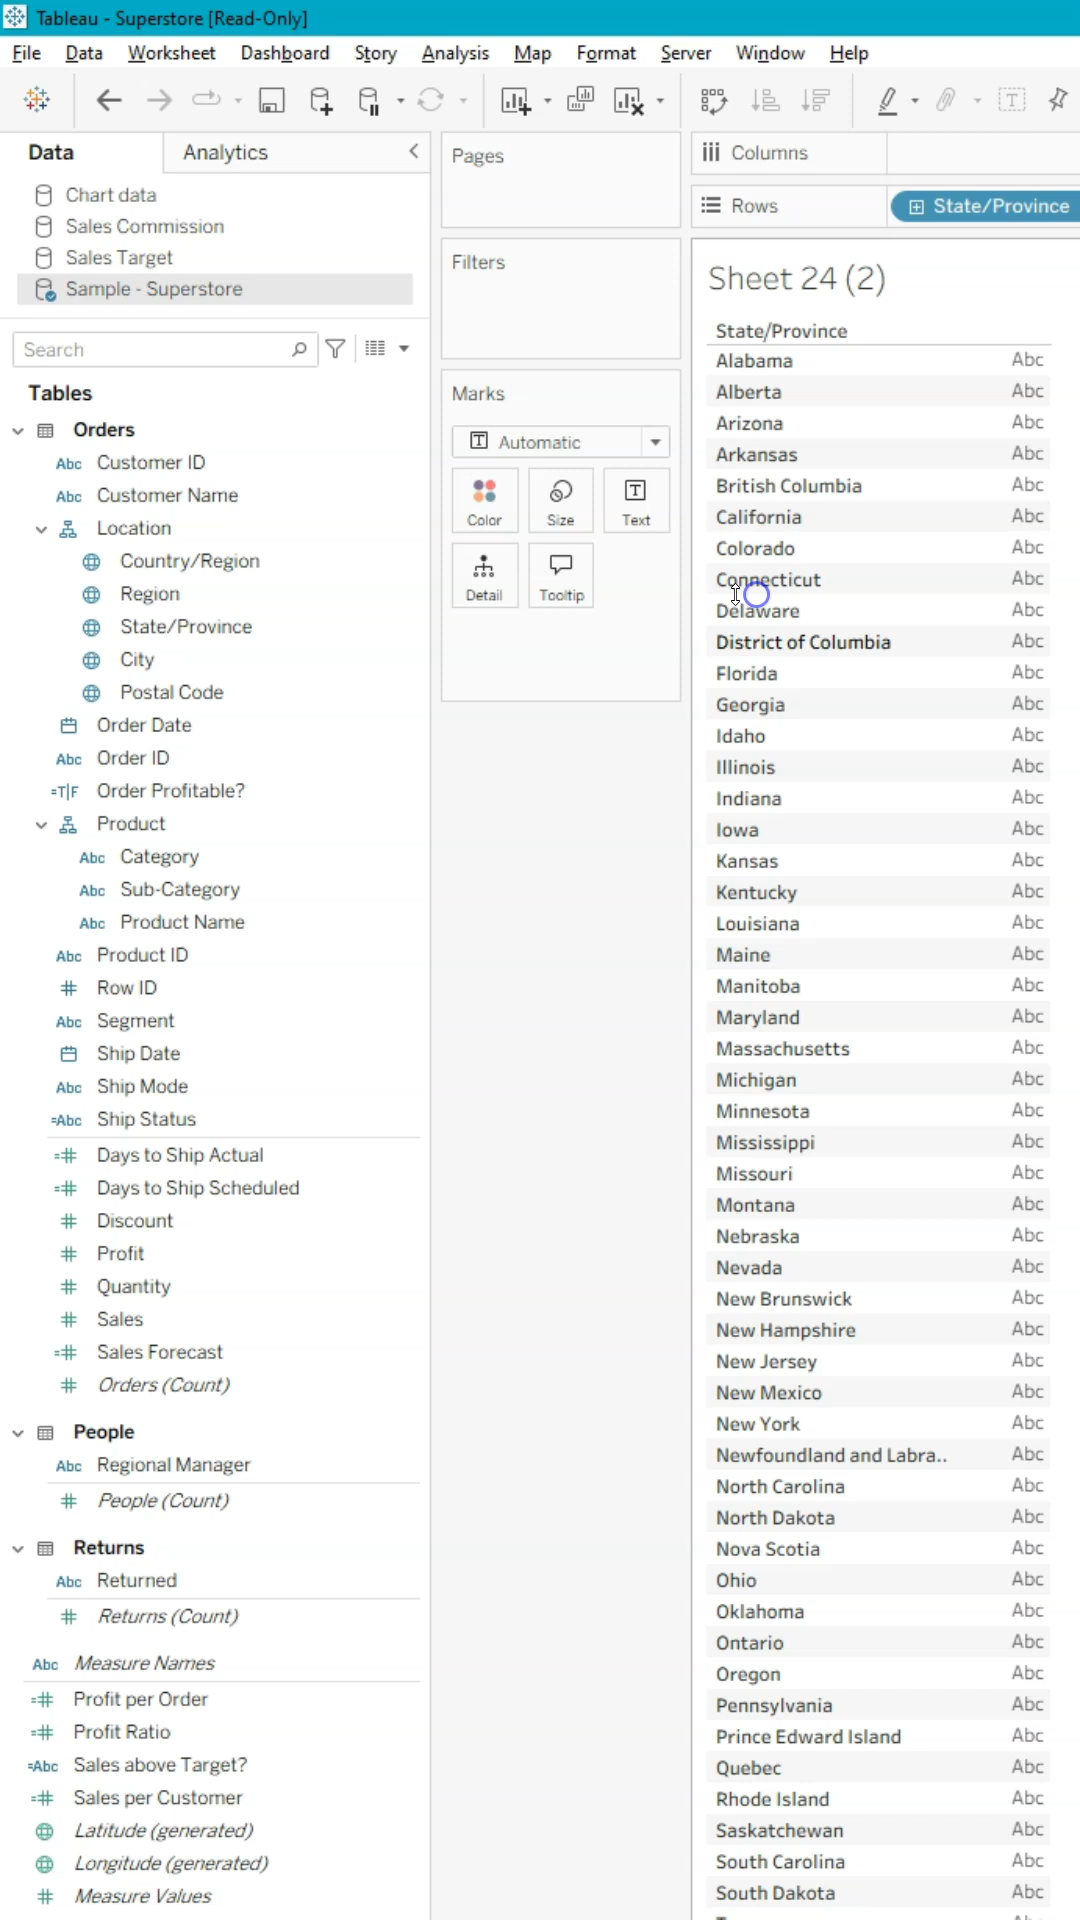 Tableau - Superstore [Read-Only]
File Data Worksheet Dashboard Story Analysis Map Format Server Window Help
Data
Analytics
Chart data
Sales Commission
Sales Target
Sample - Superstore
Search
Tables
Orders
Abc Customer ID
Abc Customer Name
Location
Country/Region
Region
State/Province
City
Postal Code
Order Date
Abc Order ID
=T|F Order Profitable?
Product
Abc Category
Abc Sub-Category
Abc Product Name
Abc Product ID
# Row ID
Abc Segment
Ship Date
Abc Ship Mode
=Abc Ship Status
=# Days to Ship Actual
=# Days to Ship Scheduled
# Discount
# Profit
# Quantity
# Sales
=# Sales Forecast
# Orders (Count)
People
Abc Regional Manager
# People (Count)
Returns
Abc Returned
# Returns (Count)
Abc Measure Names
=# Profit per Order
=# Profit Ratio
=Abc Sales above Target?
=# Sales per Customer
Latitude (generated)
Longitude (generated)
# Measure Values
Pages
Filters
Marks
T Automatic
Color Size Text
Detail Tooltip
Columns
Rows State/Province
Sheet 24 (2)
State/Province
Alabama Abc
Alberta Abc
Arizona Abc
Arkansas Abc
British Columbia Abc
California Abc
Colorado Abc
Connecticut Abc
Delaware Abc
District of Columbia Abc
Florida Abc
Georgia Abc
Idaho Abc
Illinois Abc
Indiana Abc
Iowa Abc
Kansas Abc
Kentucky Abc
Louisiana Abc
Maine Abc
Manitoba Abc
Maryland Abc
Massachusetts Abc
Michigan Abc
Minnesota Abc
Mississippi Abc
Missouri Abc
Montana Abc
Nebraska Abc
Nevada Abc
New Brunswick Abc
New Hampshire Abc
New Jersey Abc
New Mexico Abc
New York Abc
Newfoundland and Labra.. Abc
North Carolina Abc
North Dakota Abc
Nova Scotia Abc
Ohio Abc
Oklahoma Abc
Ontario Abc
Oregon Abc
Pennsylvania Abc
Prince Edward Island Abc
Quebec Abc
Rhode Island Abc
Saskatchewan Abc
South Carolina Abc
South Dakota Abc